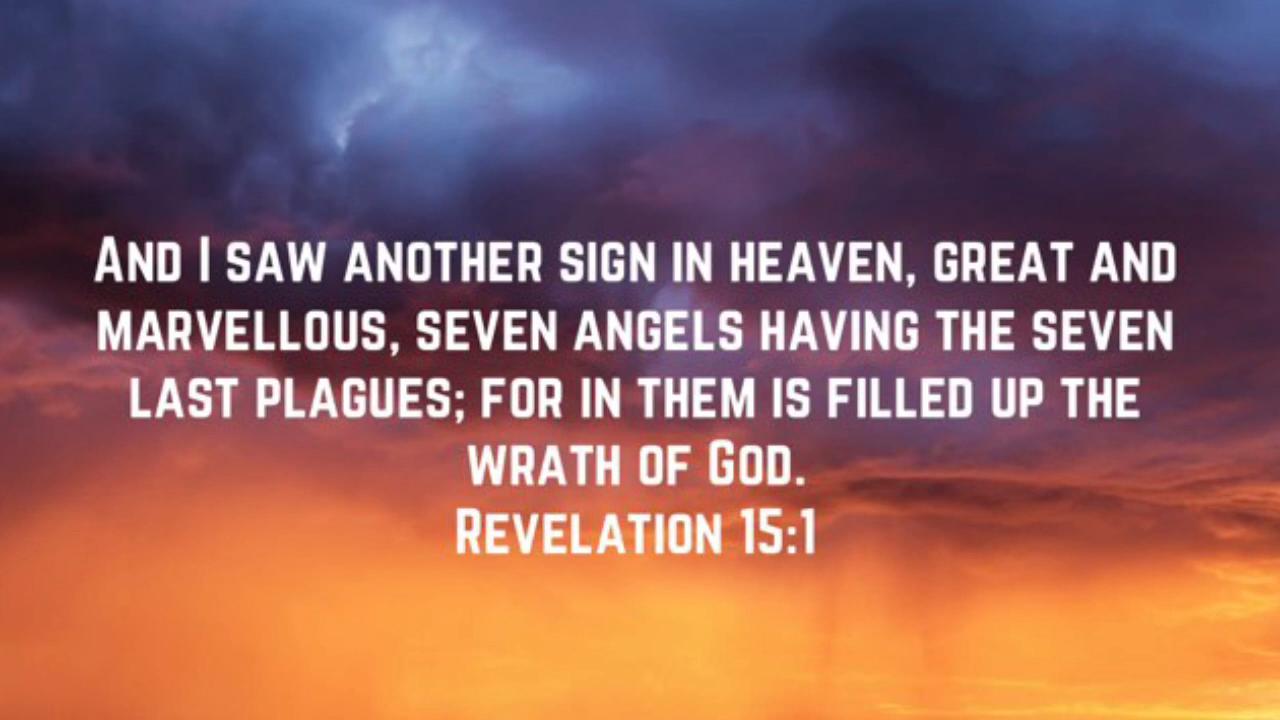 And I saw another sign in heaven, great and
marvellous, seven angels having the seven
last plagues; for in them is filled up the
wrath of God.
Revelation 15:1